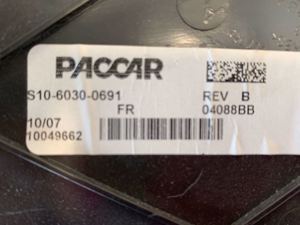 PACCAR
S10-6030-0691 REV B
FR 04088BB
10/07
10049662